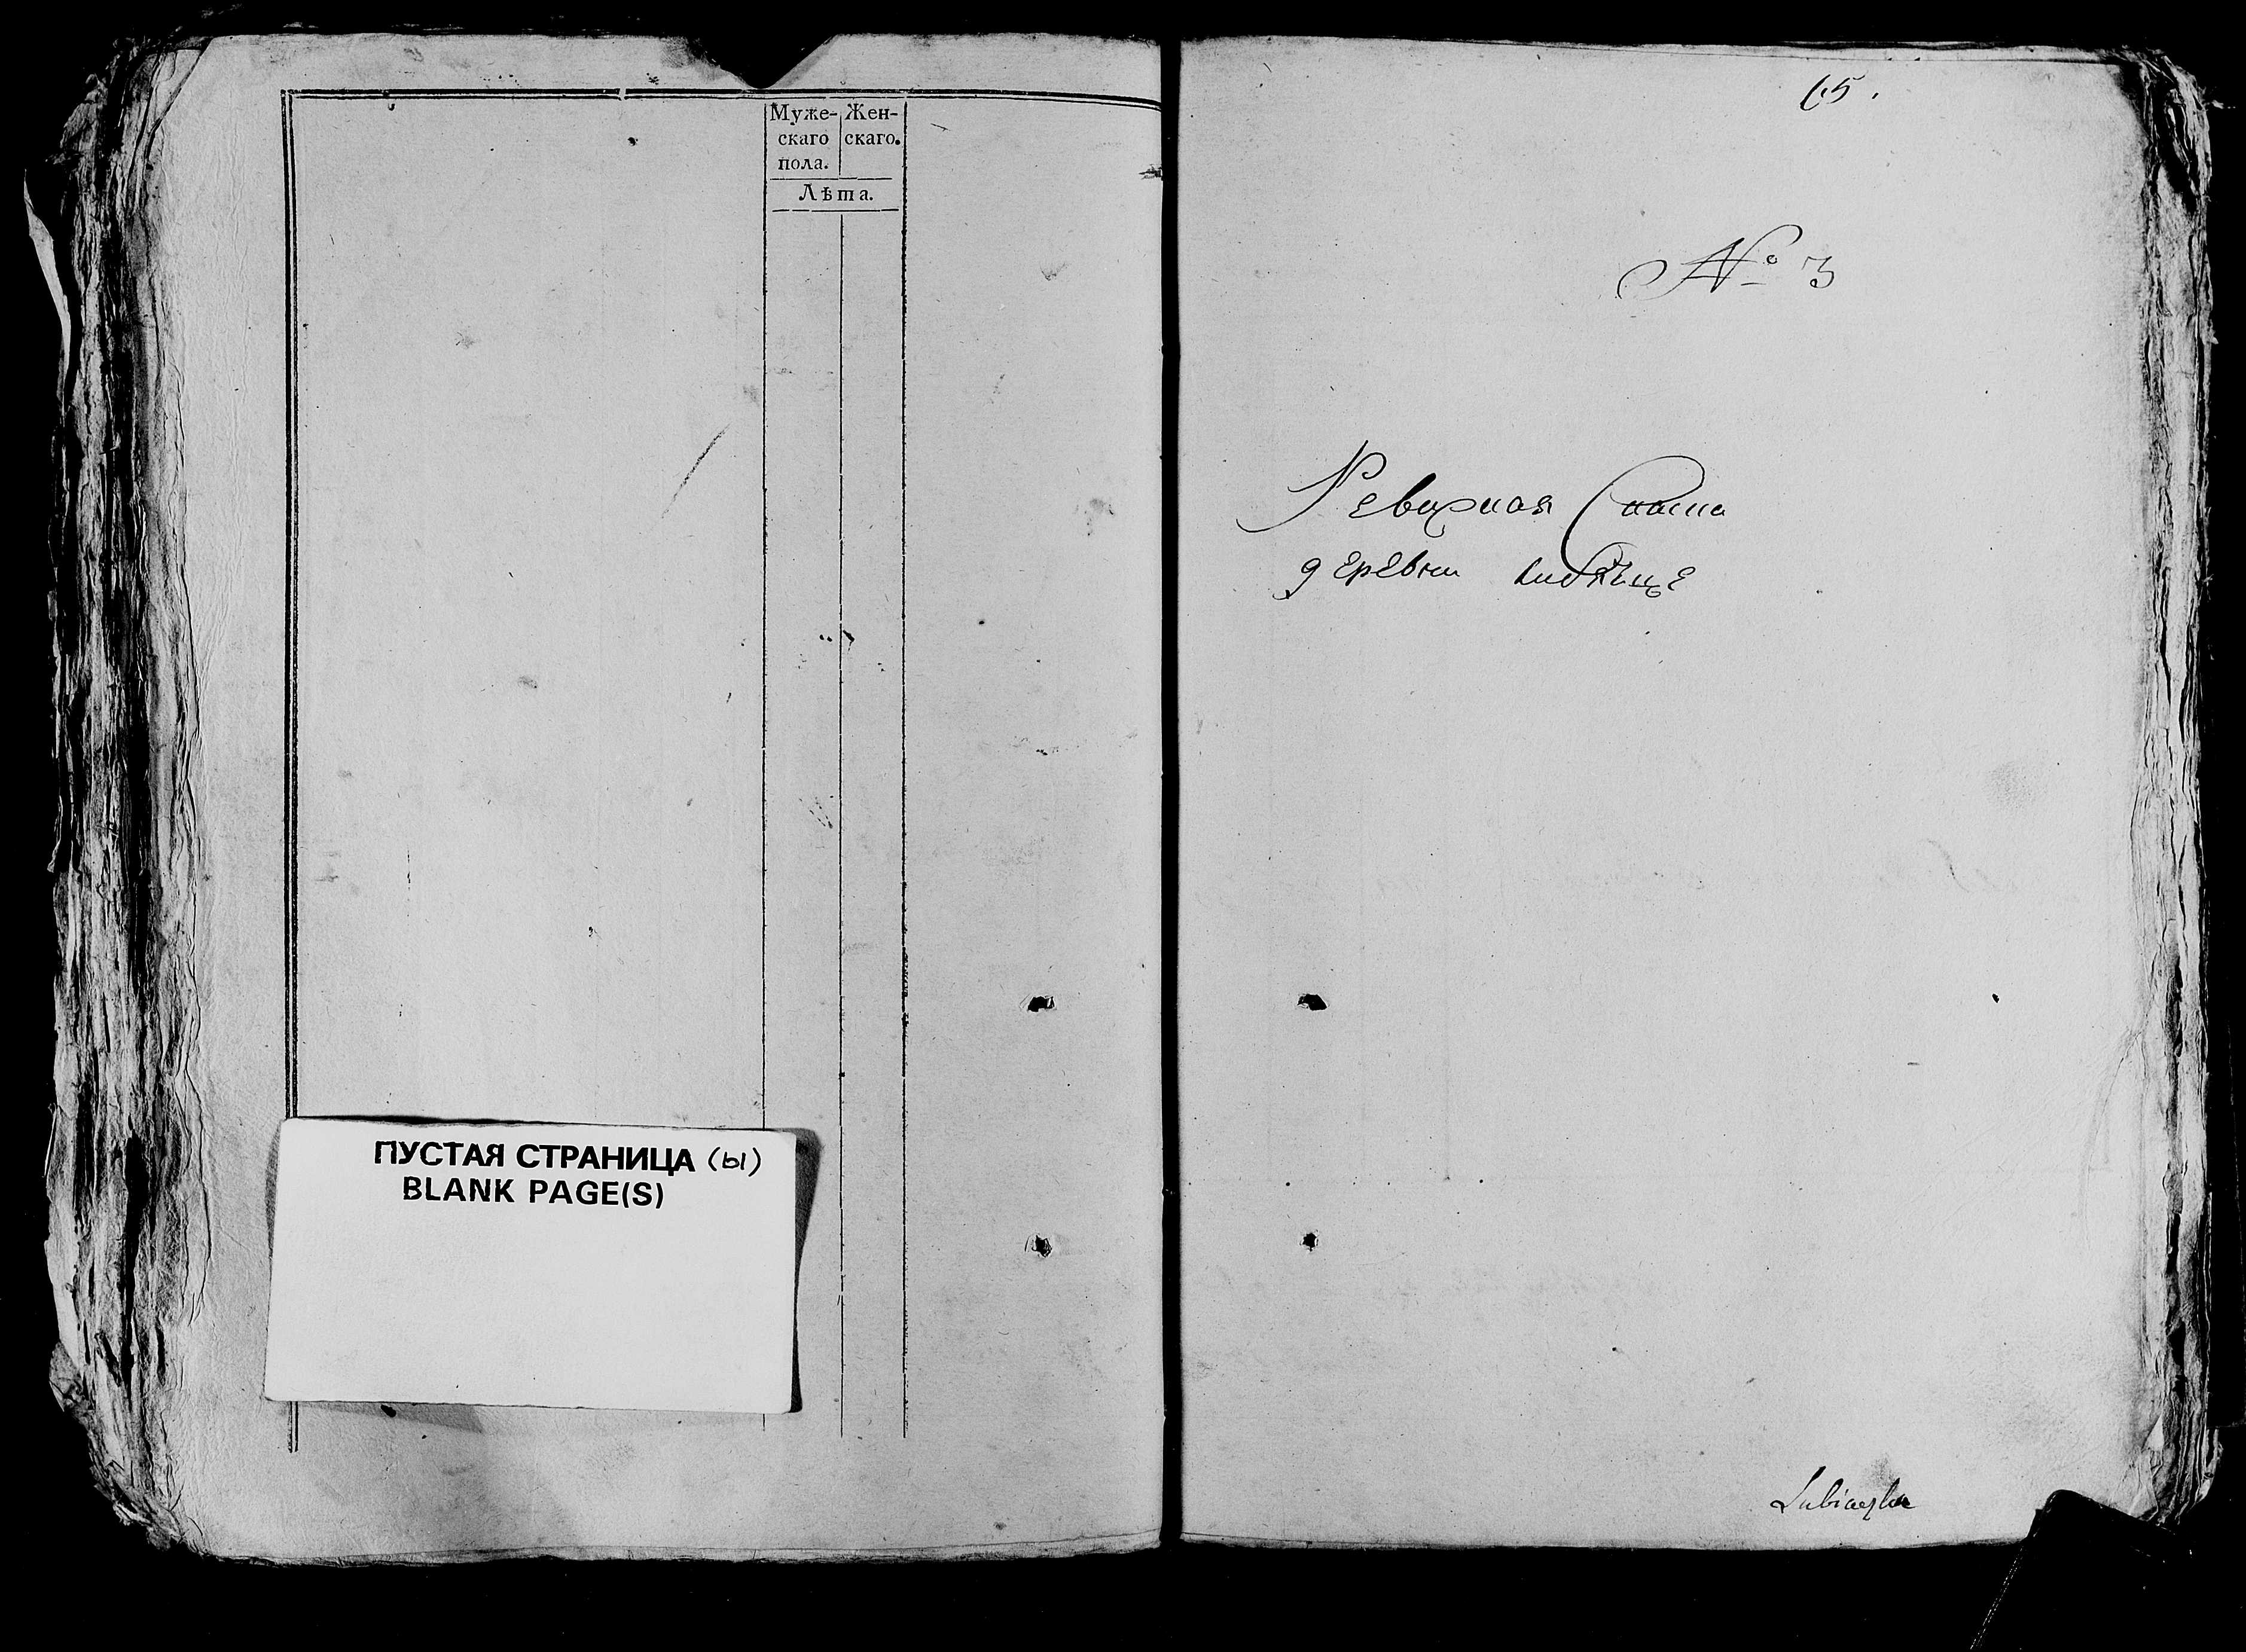 Муже-
скаго
пола.
Жен-
скаго.
Лѣта.
ПУСТАЯ СТРАНИЦА (ы)
BLANK PAGE(S)
65.
№ 3
Ревизская Сказка
деревни